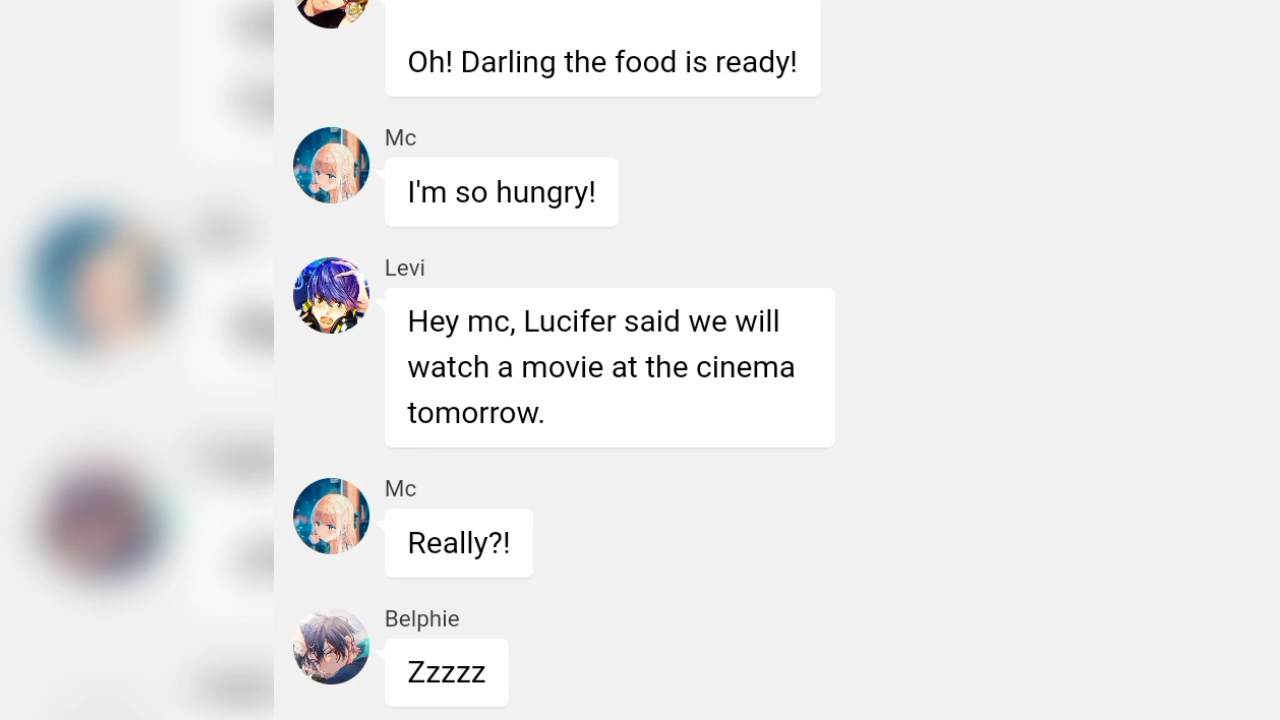 Oh! Darling the food is ready!
Mc
I'm so hungry!
Levi
Hey mc, Lucifer said we will
watch a movie at the cinema
tomorrow.
Mc
Really?!
Belphie
Zzzzz